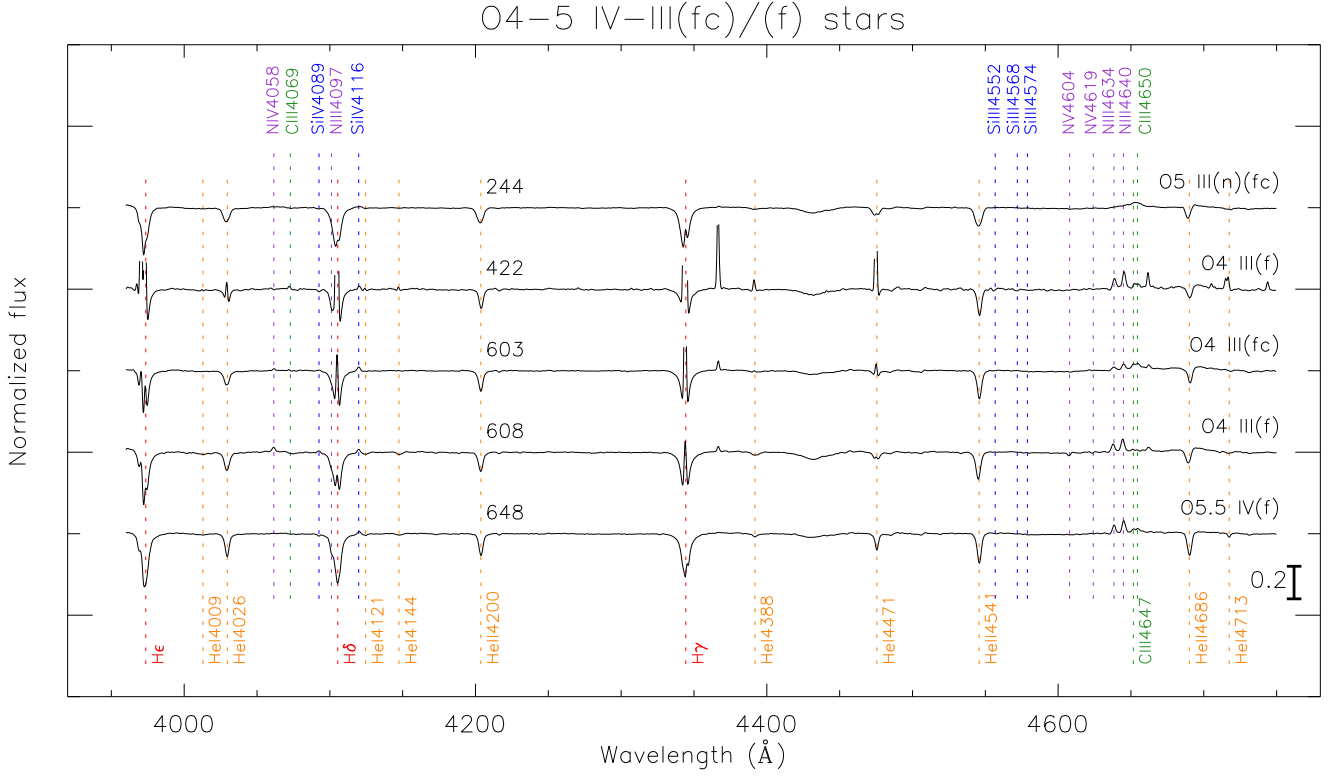 O4-5 IV-III(fc)/(f) stars
NIV4058
CIII4069
SiIV4089
NIII4097
SiIV4116
SiIII4552
SiIII4568
SiIII4574
NV4604
NV4619
NIII4634
NIII4640
CIII4650
244
O5 III(n)(fc)
422
O4 III(f)
603
O4 III(fc)
608
O4 III(f)
648
O5.5 IV(f)
0.2
Hϵ
HeI4009
HeI4026
Hδ
HeI4121
HeI4144
HeII4200
Hγ
HeI4388
HeI4471
HeII4541
CIII4647
HeII4686
HeI4713
4000
4200
4400
4600
Wavelength (Å)
Normalized flux